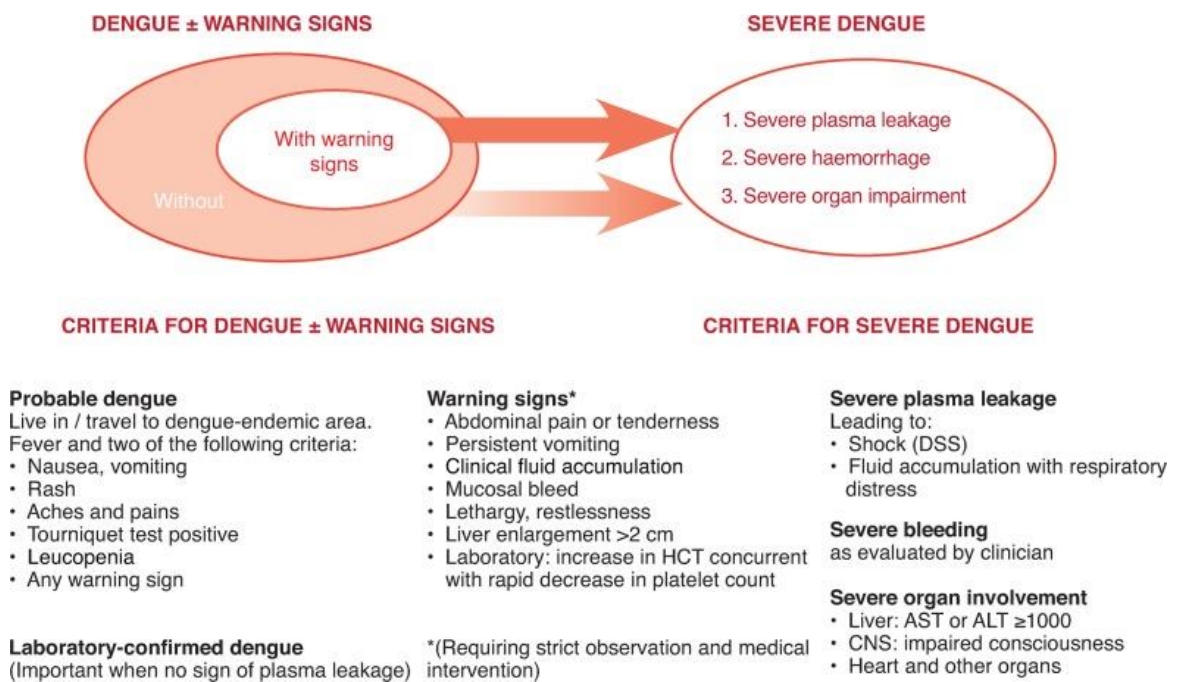 DENGUE ± WARNING SIGNS
SEVERE DENGUE
With warning
signs
Without
1. Severe plasma leakage
2. Severe haemorrhage
3. Severe organ impairment
CRITERIA FOR DENGUE ± WARNING SIGNS
CRITERIA FOR SEVERE DENGUE
Probable dengue
Live in / travel to dengue-endemic area.
Fever and two of the following criteria:
• Nausea, vomiting
• Rash
• Aches and pains
• Tourniquet test positive
• Leucopenia
• Any warning sign
Laboratory-confirmed dengue
(Important when no sign of plasma leakage)
Warning signs*
• Abdominal pain or tenderness
• Persistent vomiting
• Clinical fluid accumulation
• Mucosal bleed
• Lethargy, restlessness
• Liver enlargement >2 cm
• Laboratory: increase in HCT concurrent
with rapid decrease in platelet count
*(Requiring strict observation and medical
intervention)
Severe plasma leakage
Leading to:
• Shock (DSS)
• Fluid accumulation with respiratory
distress
Severe bleeding
as evaluated by clinician
Severe organ involvement
• Liver: AST or ALT ≥1000
• CNS: impaired consciousness
• Heart and other organs